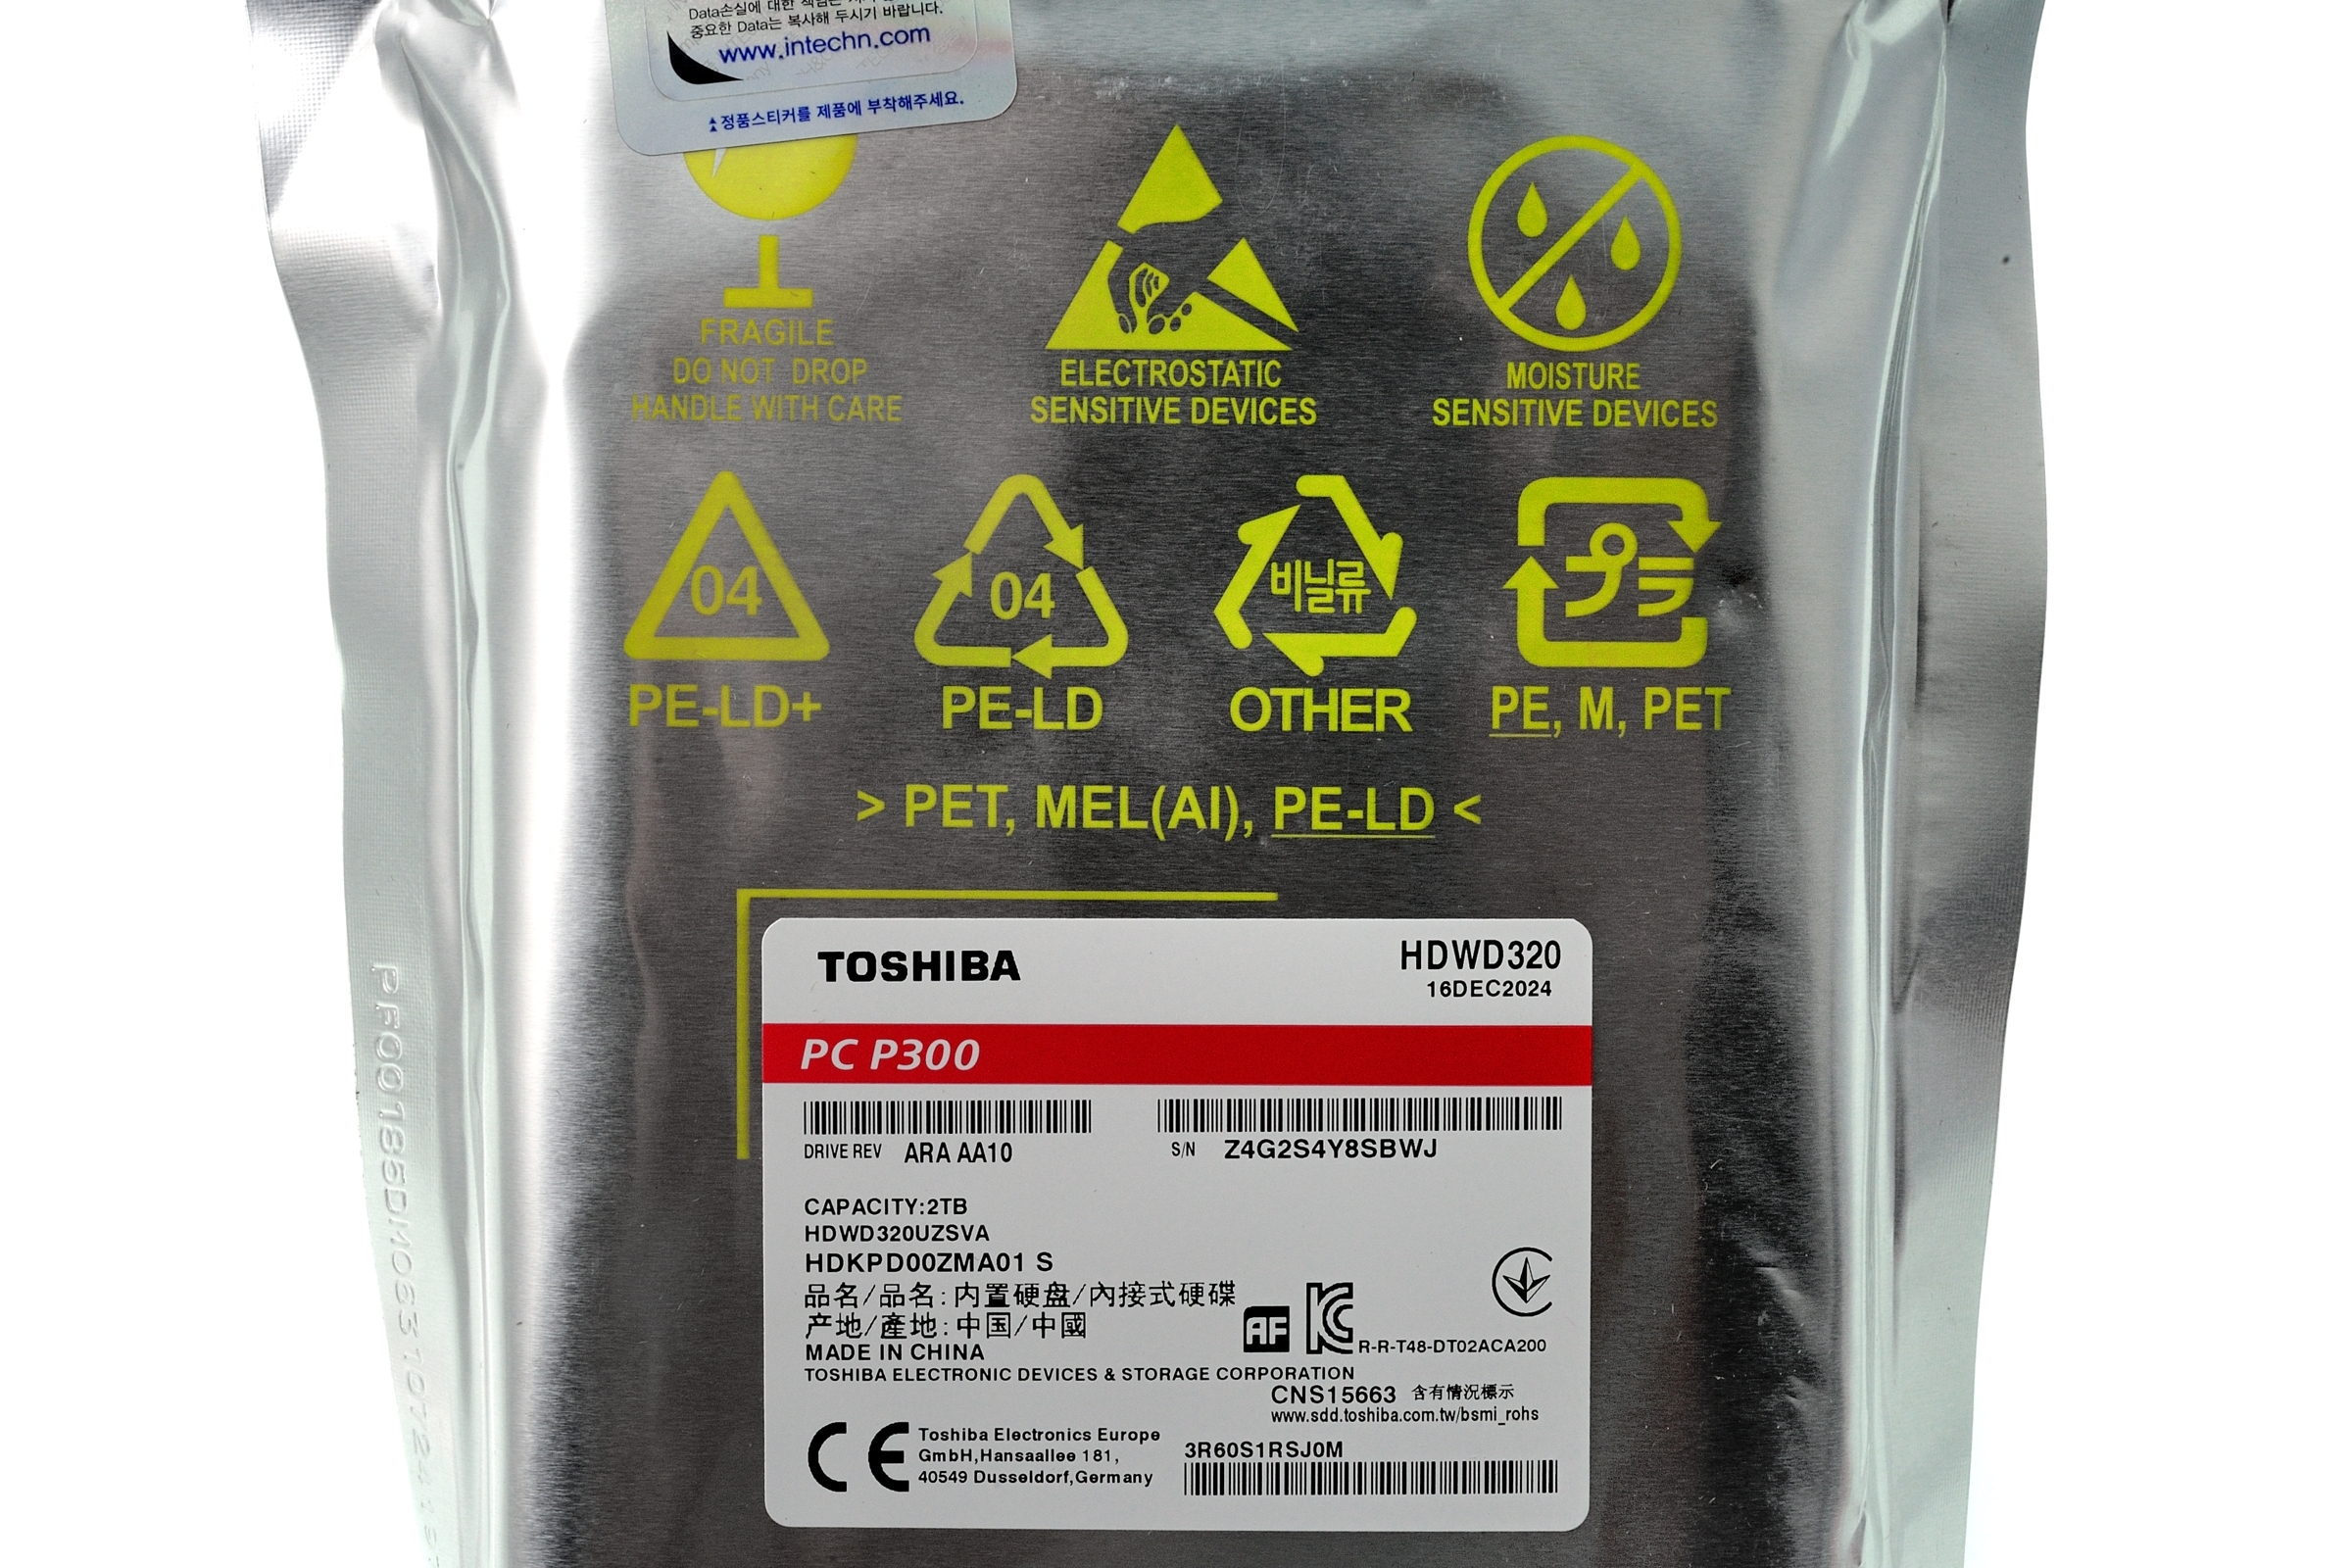 Data손실에 대한 책임은
중요한 Data는 복사해 두시기 바랍니다.
www.intechn.com
정품스티커를 제품에 부착해주세요.
FRAGILE
DO NOT DROP
HANDLE WITH CARE
ELECTROSTATIC
SENSITIVE DEVICES
MOISTURE
SENSITIVE DEVICES
04
PE-LD+
04
PE-LD
비닐류
OTHER
プラ
PE, M, PET
> PET, MEL(AI), PE-LD <
TOSHIBA
HDWD320
16DEC2024
PC P300
DRIVE REV ARA AA10
S/N Z4G2S4Y8SBWJ
CAPACITY:2TB
HDWD320UZSVA
HDKPD00ZMA01 S
品名/品名:内置硬盘/內接式硬碟
产地/產地:中国/中國
MADE IN CHINA
AF
R-R-T48-DT02ACA200
TOSHIBA ELECTRONIC DEVICES & STORAGE CORPORATION
CNS15663 含有情況標示
www.sdd.toshiba.com.tw/bsmi_rohs
CE
Toshiba Electronics Europe
GmbH,Hansaallee 181,
40549 Dusseldorf,Germany
3R60S1RSJ0M